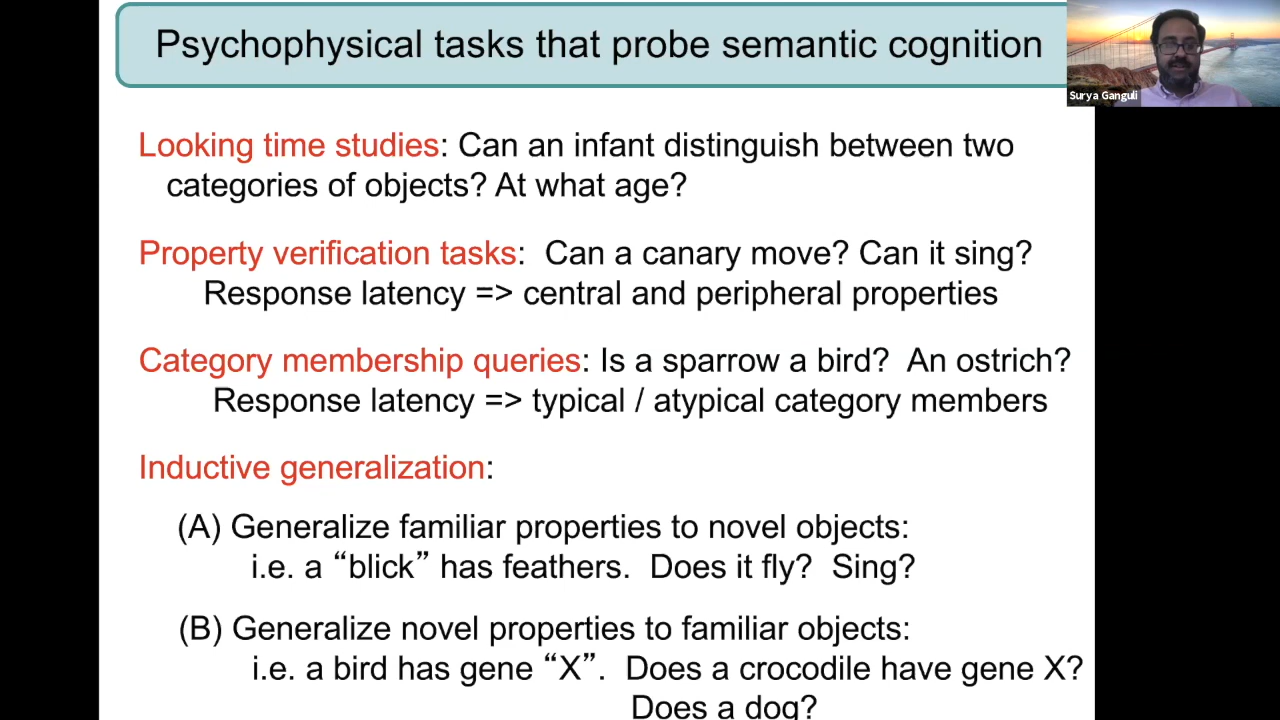 Psychophysical tasks that probe semantic cognition
Surya Ganguli
Looking time studies: Can an infant distinguish between two
categories of objects? At what age?
Property verification tasks: Can a canary move? Can it sing?
Response latency => central and peripheral properties
Category membership queries: Is a sparrow a bird? An ostrich?
Response latency => typical / atypical category members
Inductive generalization:
(A) Generalize familiar properties to novel objects:
i.e. a “blick” has feathers. Does it fly? Sing?
(B) Generalize novel properties to familiar objects:
i.e. a bird has gene “X”. Does a crocodile have gene X?
Does a dog?